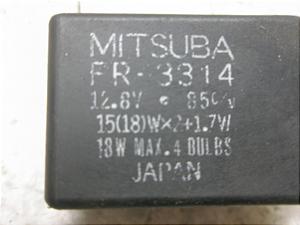 MITSUBA
FR-3314
12.8V • 85c/
15(18)W×2+1.7W
18W MAX. 4 BULBS
JAPAN